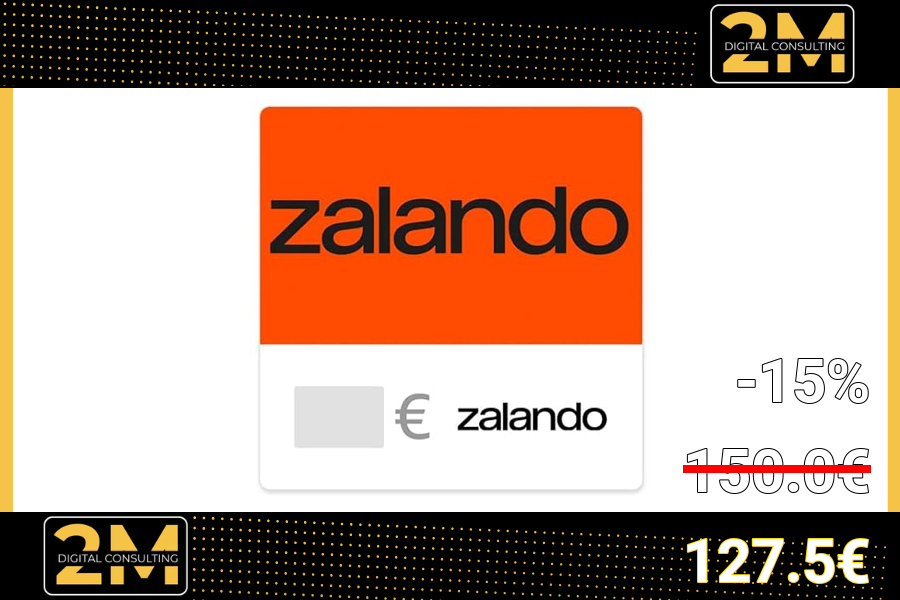 2M
DIGITAL CONSULTING
zalando
€ zalando
-15%
150.0€
2M
DIGITAL CONSULTING
127.5€